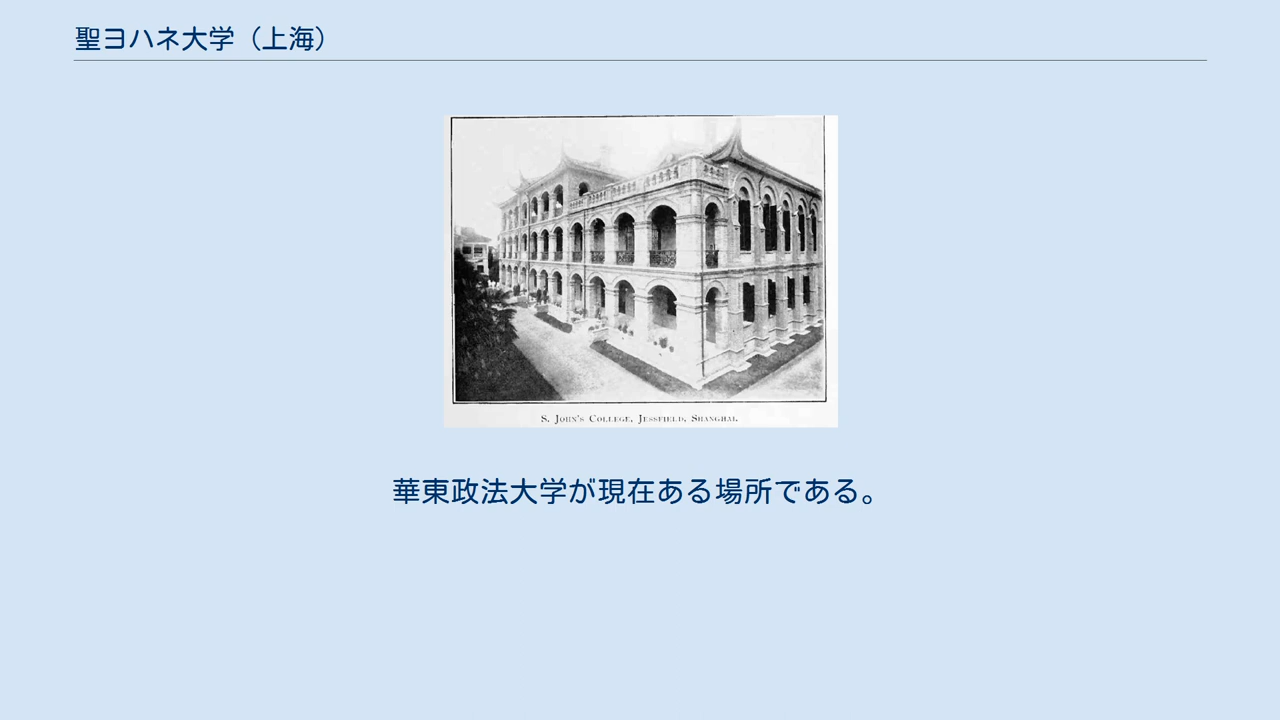 聖ヨハネ大学（上海）
S. JOHN'S COLLEGE, JESSFIELD, SHANGHAI.
華東政法大学が現在ある場所である。